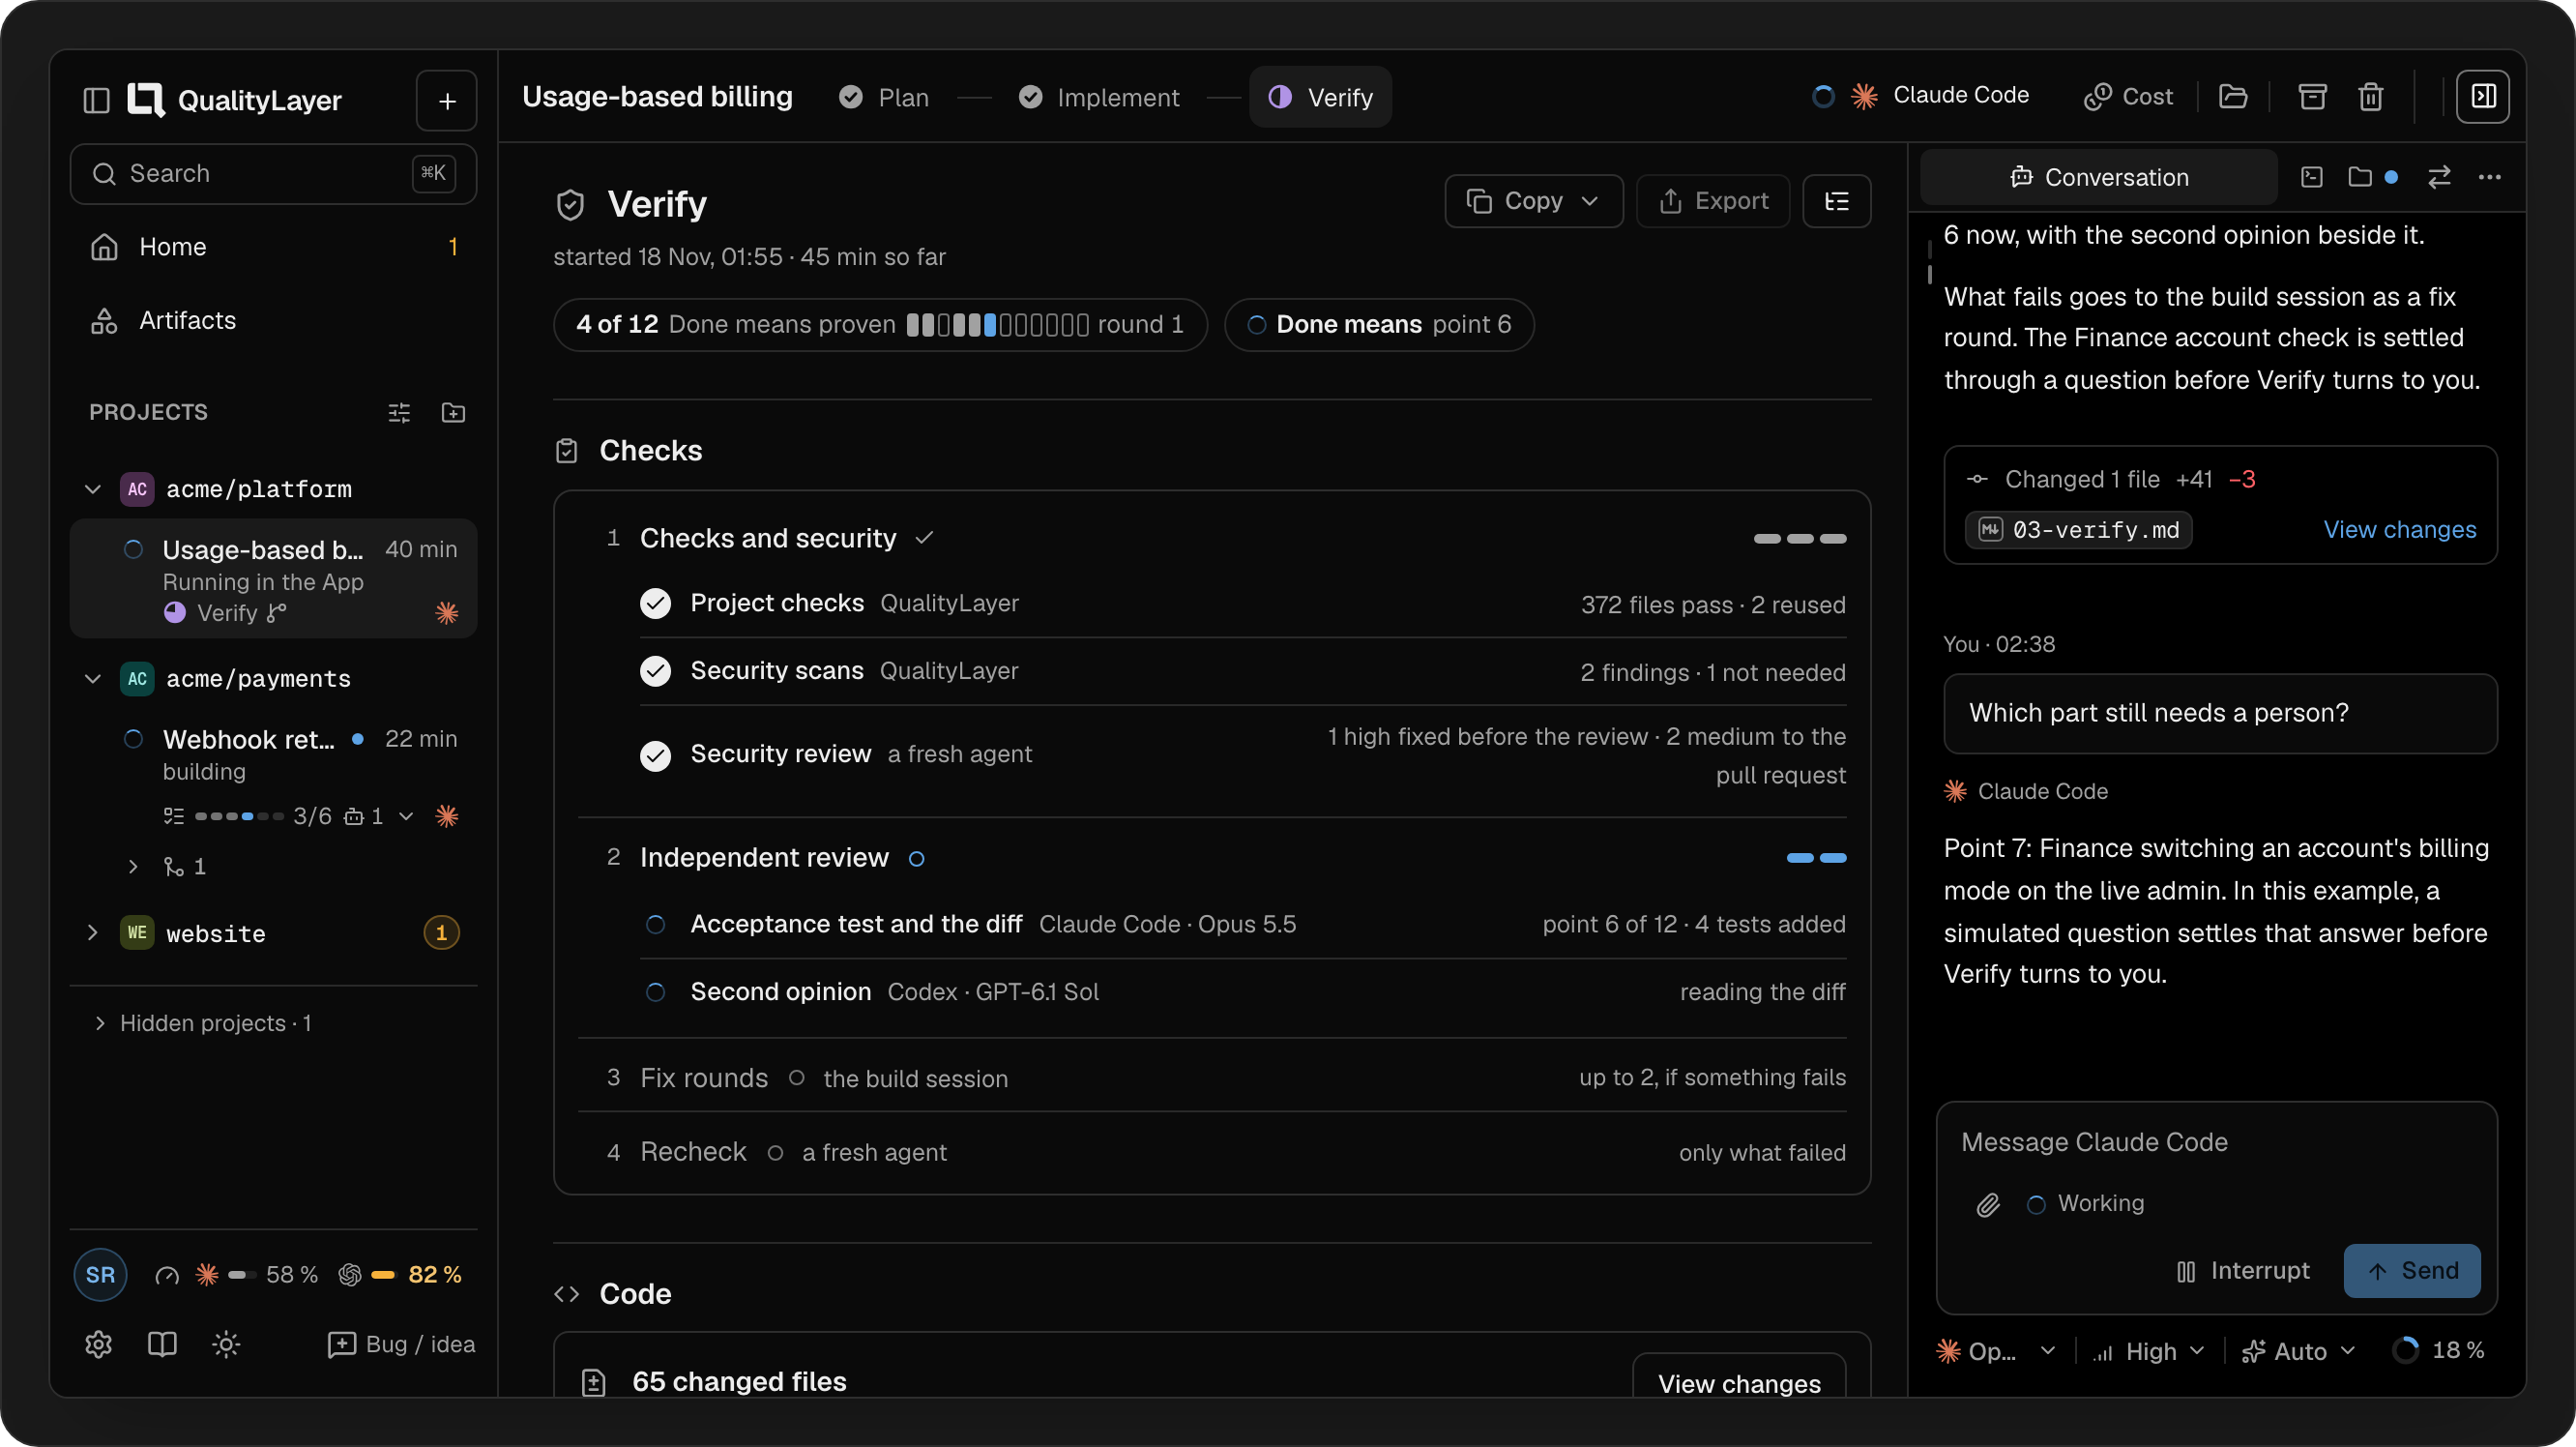 QualityLayer
Search ⌘K
Home 1
Artifacts
PROJECTS
AC acme/platform
Usage-based b... 40 min
Running in the App
Verify
AC acme/payments
Webhook ret... 22 min
building
3/6 1
1
WE website 1
Hidden projects · 1
SR 58 % 82 %
Bug / idea
Usage-based billing Plan Implement Verify
Claude Code Cost
Verify
Copy Export
started 18 Nov, 01:55 · 45 min so far
4 of 12 Done means proven round 1
Done means point 6
Checks
1 Checks and security
Project checks QualityLayer 372 files pass · 2 reused
Security scans QualityLayer 2 findings · 1 not needed
Security review a fresh agent 1 high fixed before the review · 2 medium to the
pull request
2 Independent review
Acceptance test and the diff Claude Code · Opus 5.5 point 6 of 12 · 4 tests added
Second opinion Codex · GPT-6.1 Sol reading the diff
3 Fix rounds the build session up to 2, if something fails
4 Recheck a fresh agent only what failed
Code
65 changed files View changes
Conversation
6 now, with the second opinion beside it.
What fails goes to the build session as a fix
round. The Finance account check is settled
through a question before Verify turns to you.
Changed 1 file +41 −3
03-verify.md View changes
You · 02:38
Which part still needs a person?
Claude Code
Point 7: Finance switching an account's billing
mode on the live admin. In this example, a
simulated question settles that answer before
Verify turns to you.
Message Claude Code
Working
Interrupt Send
Op... High Auto 18 %